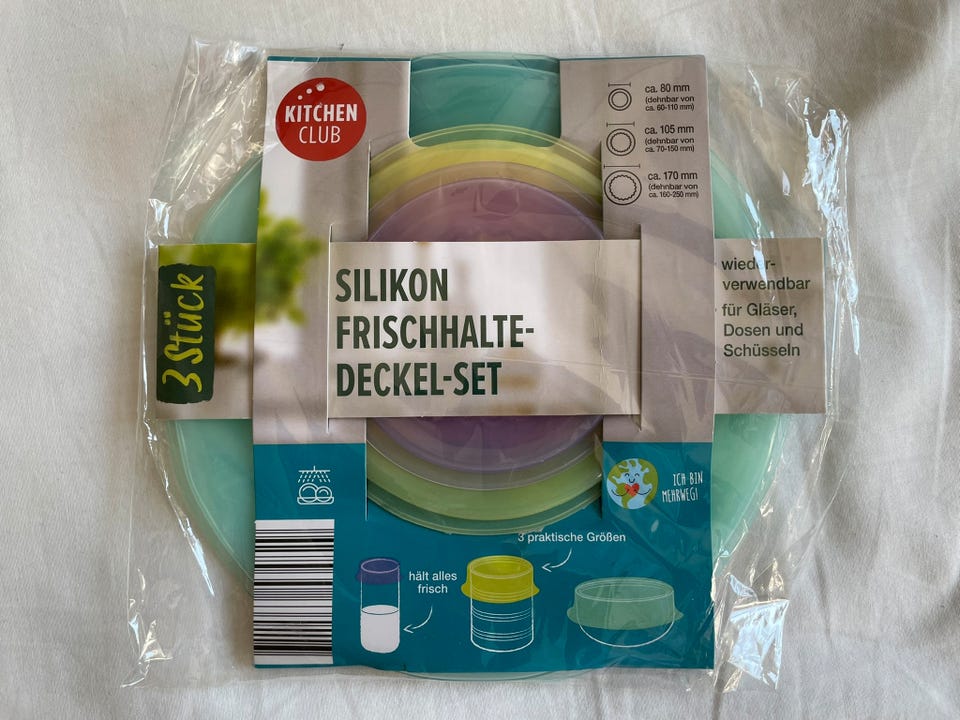 KITCHEN
CLUB
ca. 80 mm
(dehnbar von
ca. 60-110 mm)
ca. 105 mm
(dehnbar von
ca. 70-150 mm)
ca. 170 mm
(dehnbar von
ca. 160-250 mm)
3 Stück
SILIKON
FRISCHHALTE-
DECKEL-SET
wieder-
verwendbar
für Gläser,
Dosen und
Schüsseln
ICH BIN
MEHRWEG!
3 praktische Größen
hält alles
frisch